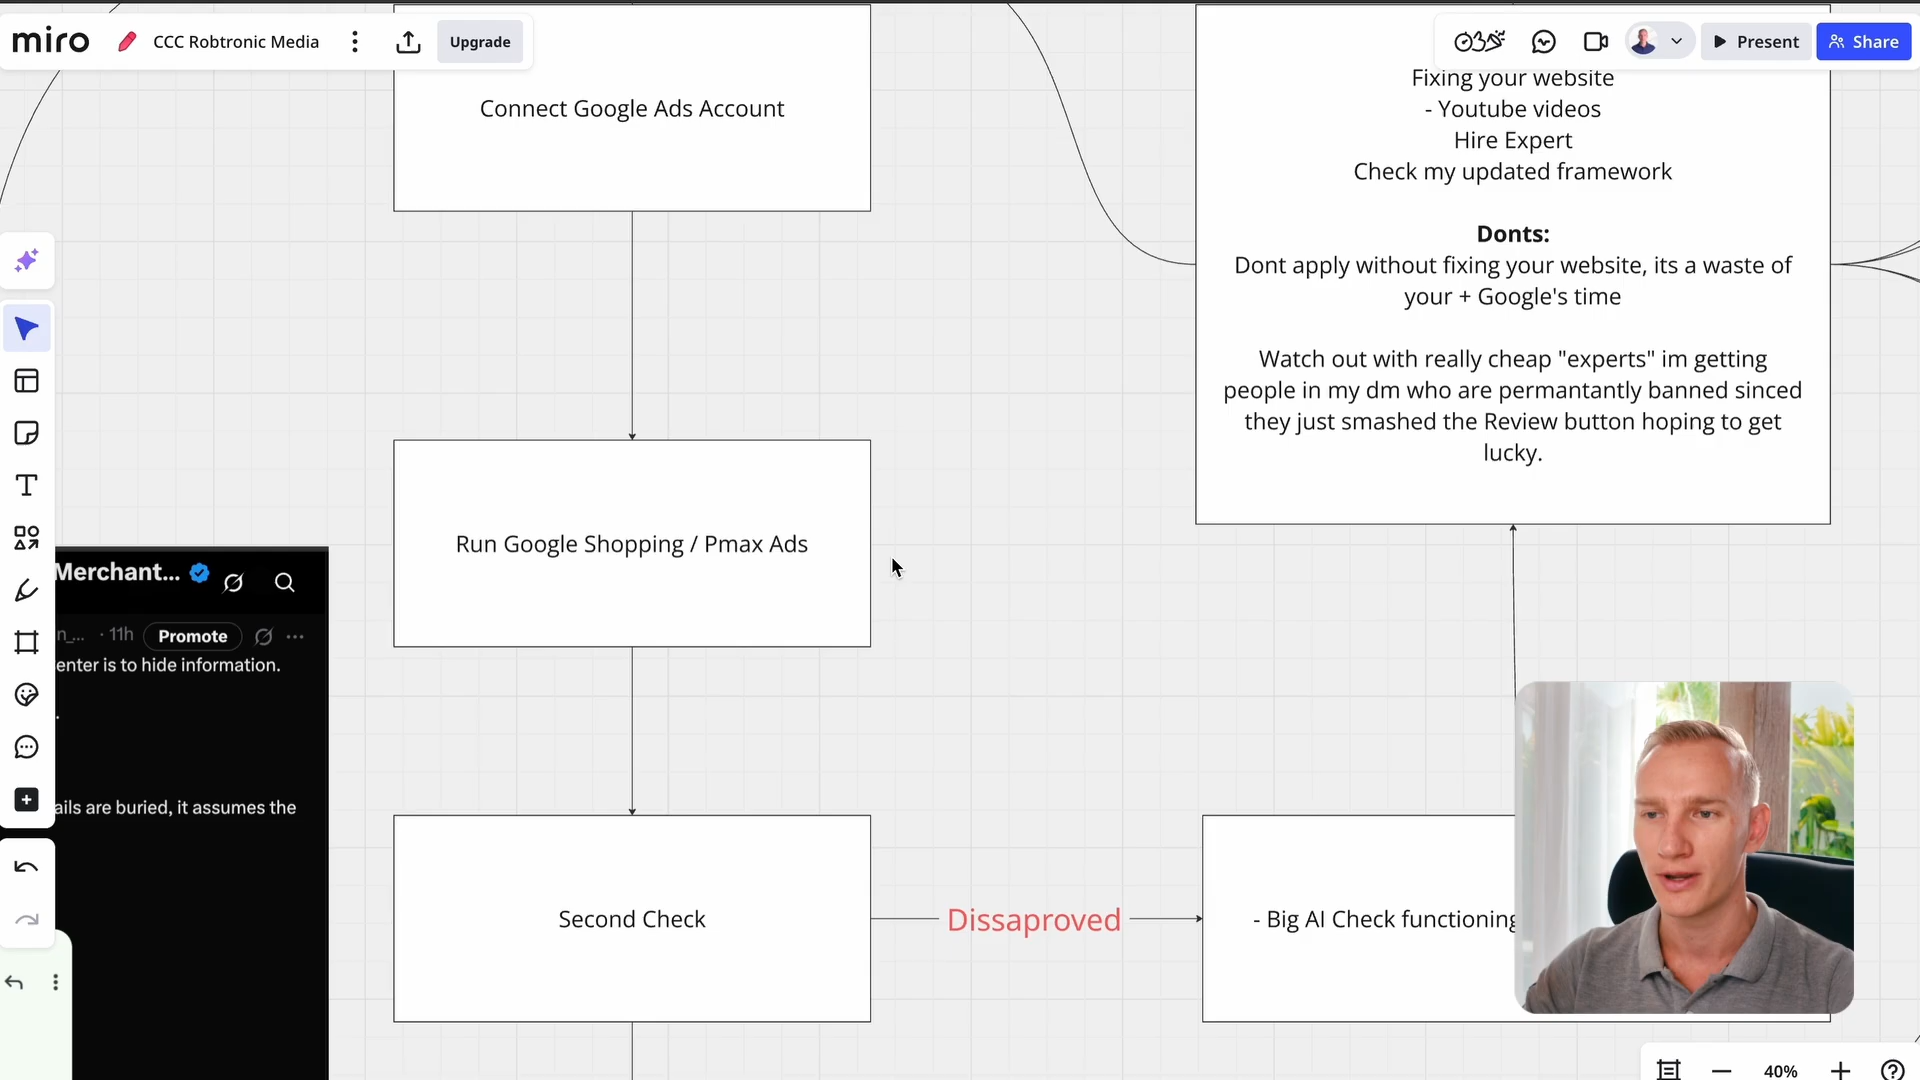 miro
CCC Robtronic Media
Upgrade
Present
Share
Connect Google Ads Account
Fixing your website
- Youtube videos
Hire Expert
Check my updated framework
Donts:
Dont apply without fixing your website, its a waste of
your + Google's time
Watch out with really cheap "experts" im getting
people in my dm who are permantantly banned sinced
they just smashed the Review button hoping to get
lucky.
Run Google Shopping / Pmax Ads
Merchant...
n_... · 11h
Promote
enter is to hide information.
ails are buried, it assumes the
Second Check
Dissaproved
- Big AI Check functioning
40%